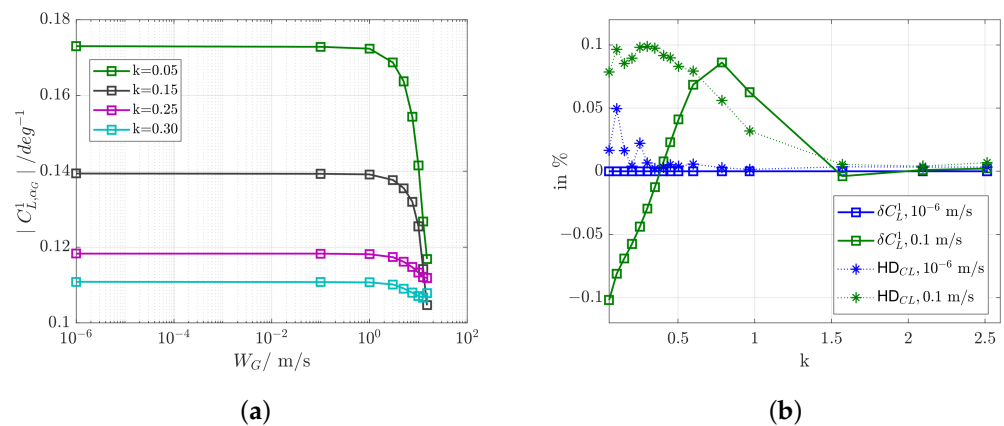 0.18
0.16
0.14
0.12
0.1
| C^1_{L,α_G} | /deg^{-1}
k=0.05
k=0.15
k=0.25
k=0.30
10^{-6} 10^{-4} 10^{-2} 10^0 10^2
W_G/ m/s
(a)
0.1
0.05
0
−0.05
−0.1
in %
δC^1_L, 10^{-6} m/s
δC^1_L, 0.1 m/s
HD_{CL}, 10^{-6} m/s
HD_{CL}, 0.1 m/s
0.5 1 1.5 2 2.5
k
(b)